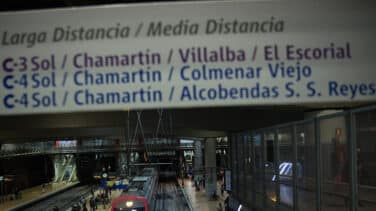 Larga Distancia / Media Distancia
C-3 Sol / Chamartín / Villalba / El Escorial
C-4 Sol / Chamartín / Colmenar Viejo
C-4 Sol / Chamartín / Alcobendas S. S. Reyes